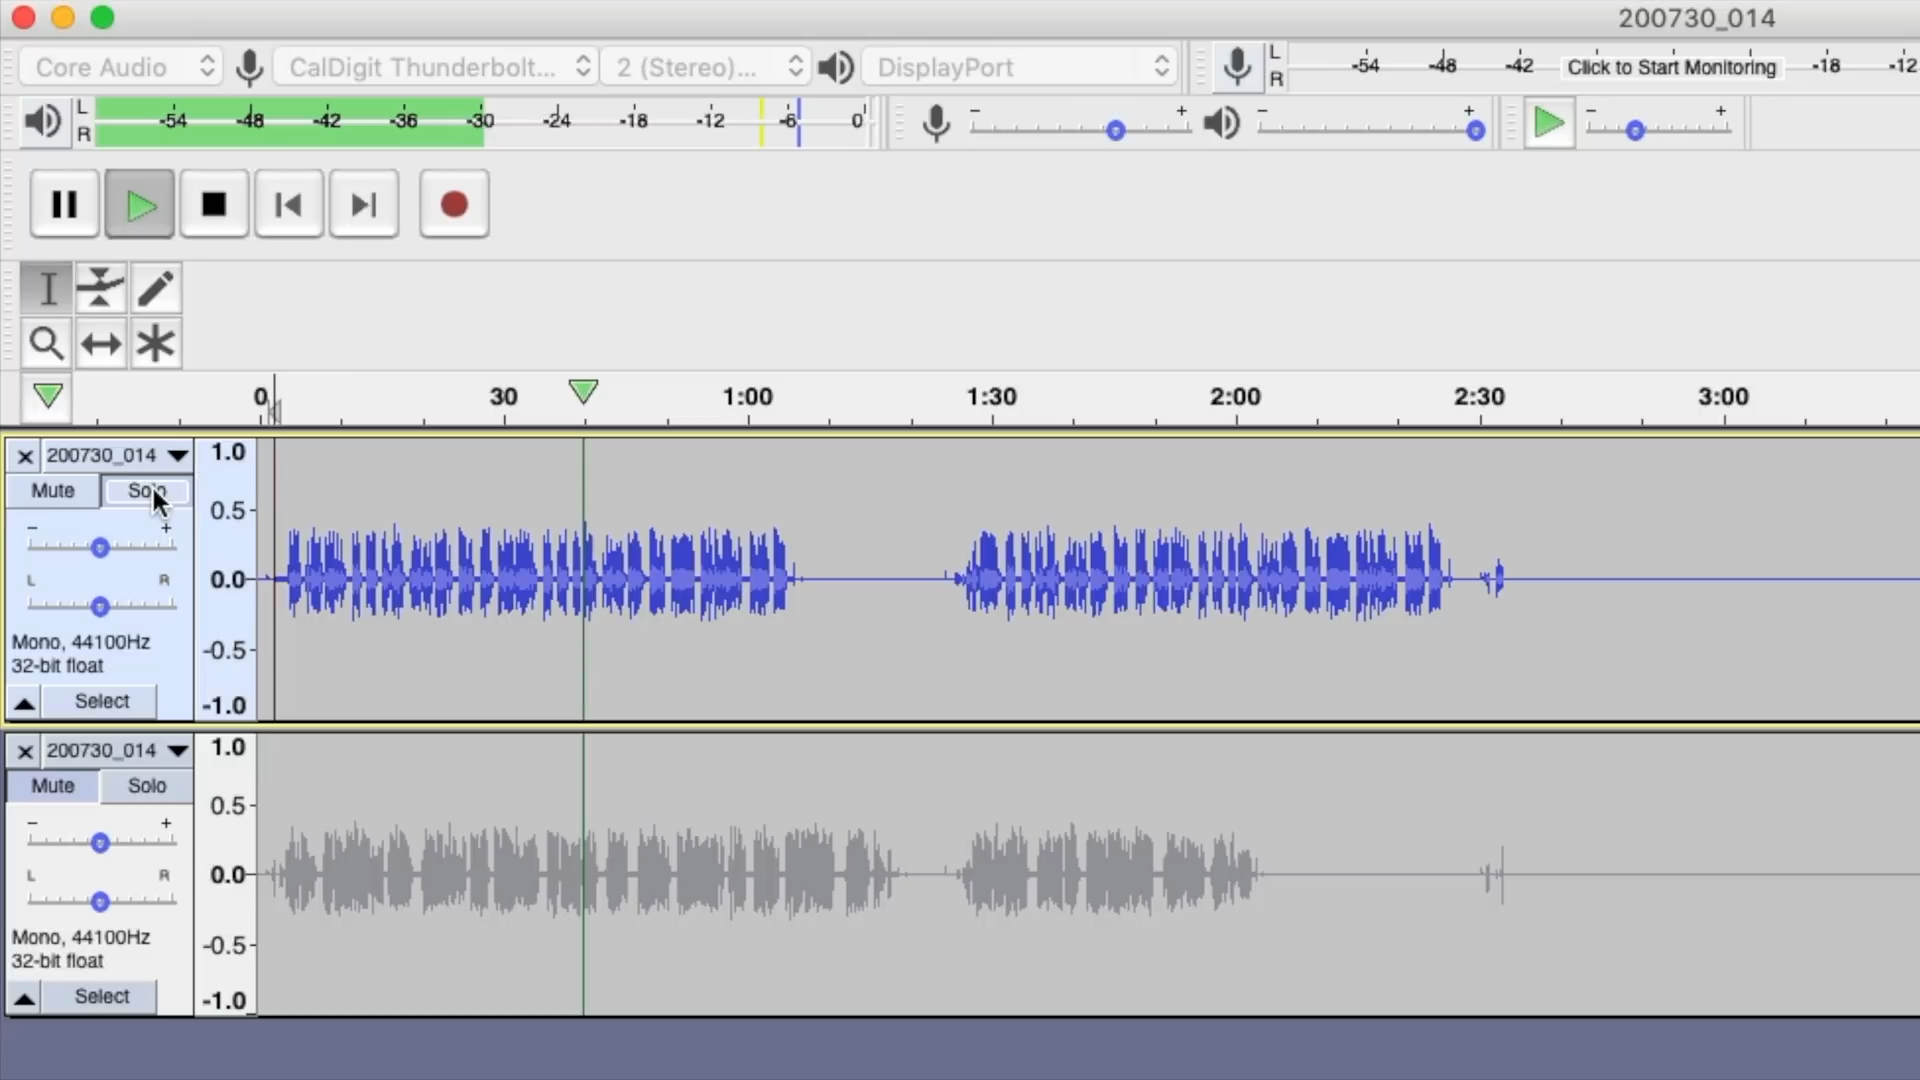 200730_014
Core Audio CalDigit Thunderbolt... 2 (Stereo)... DisplayPort L R -54 -48 -42 Click to Start Monitoring -18 -12
L R -54 -48 -42 -36 -30 -24 -18 -12 -6 0 - + - + - +
0 30 1:00 1:30 2:00 2:30 3:00
200730_014 1.0
Mute Solo
0.5
- +
0.0
L R
Mono, 44100Hz
-0.5
32-bit float
Select -1.0
200730_014 1.0
Mute Solo
0.5
- +
0.0
L R
Mono, 44100Hz
-0.5
32-bit float
Select -1.0